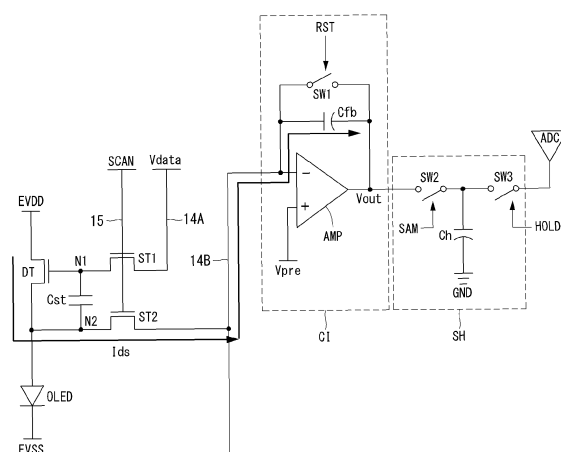 RST
SW1
Cfb
ADC
SCAN
Vdata
SW2
SW3
EVDD
15
14A
Vout
AMP
SAM
Ch
HOLD
N1
ST1
14B
Vpre
DT
Cst
GND
N2
ST2
Ids
CI
SH
OLED
EVSS